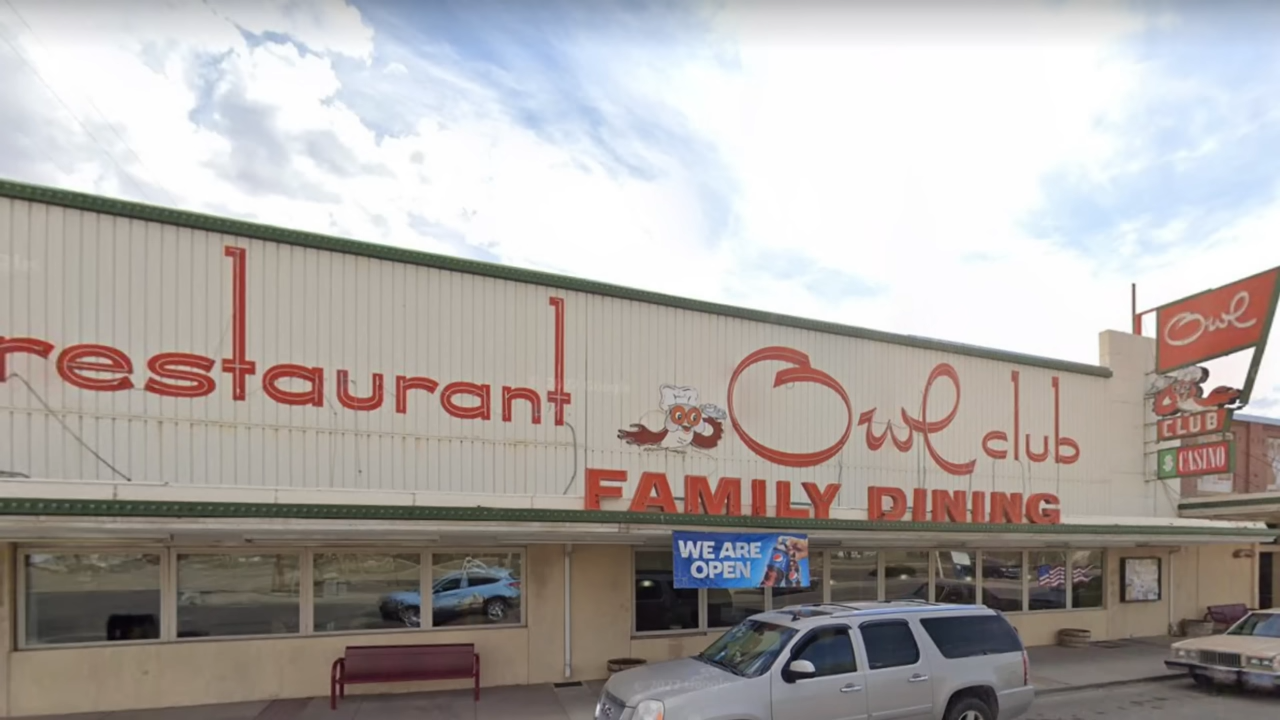 restaurant
Owl club
FAMILY DINING
WE ARE
OPEN
Owl
CLUB
$ CASINO